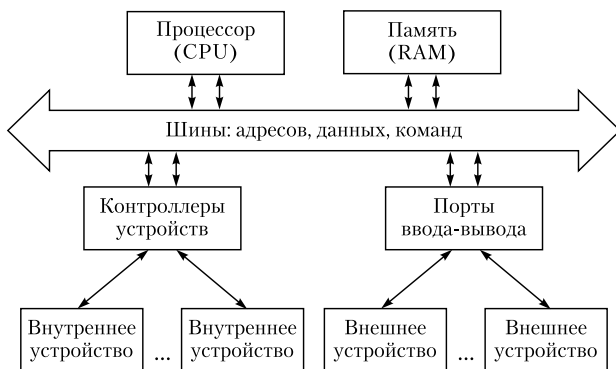 Процессор
(CPU)
Память
(RAM)
Шины: адресов, данных, команд
Контроллеры
устройств
Порты
ввода-вывода
Внутреннее
устройство
...
Внутреннее
устройство
Внешнее
устройство
...
Внешнее
устройство